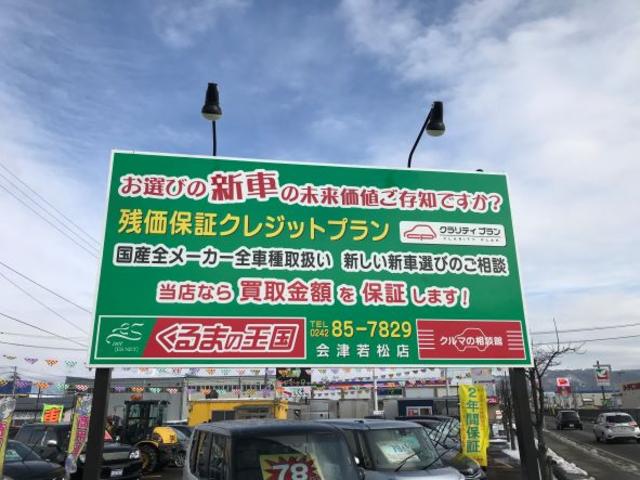 お選びの新車の未来価値ご存知ですか?
残価保証クレジットプラン
クラリティプラン
CLARITY PLAN
国産全メーカー全車種取扱い 新しい新車選びのご相談
当店なら 買取金額 を 保証 します!
くるまの王国
TEL 0242 85-7829
会津若松店
クルマの相談館
2年間保証
78